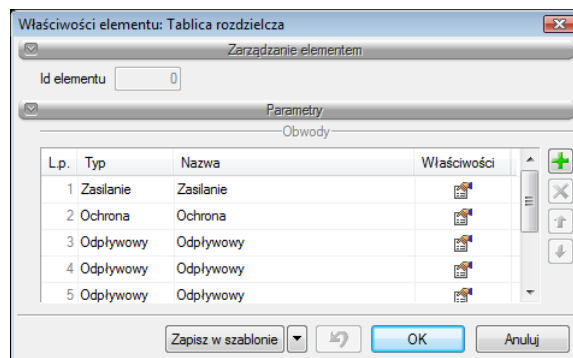 Właściwości elementu: Tablica rozdzielcza
Zarządzanie elementem
Id elementu 0
Parametry
Obwody
L.p. Typ Nazwa Właściwości
1 Zasilanie Zasilanie
2 Ochrona Ochrona
3 Odpływowy Odpływowy
4 Odpływowy Odpływowy
5 Odpływowy Odpływowy
Zapisz w szablonie OK Anuluj